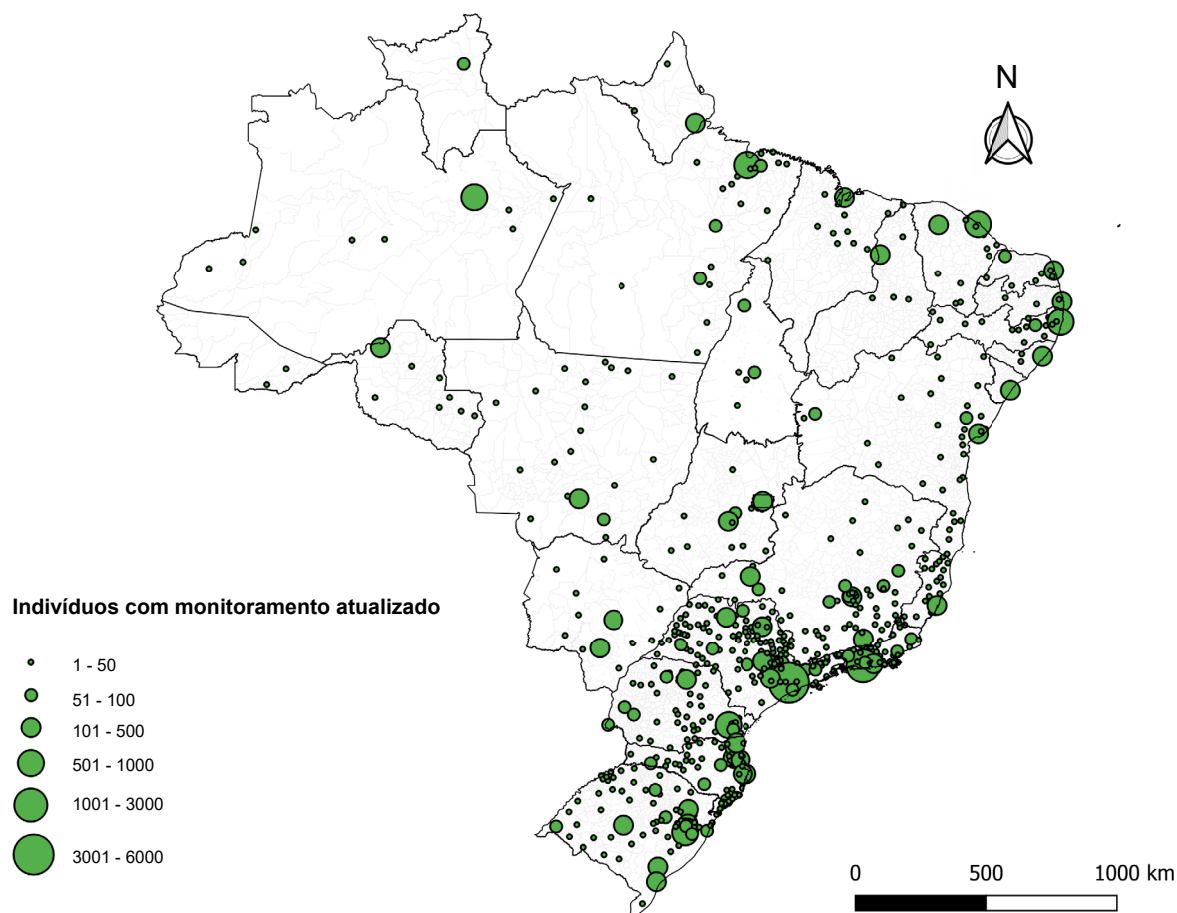 N
Indivíduos com monitoramento atualizado
1 - 50
51 - 100
101 - 500
501 - 1000
1001 - 3000
3001 - 6000
0 500 1000 km